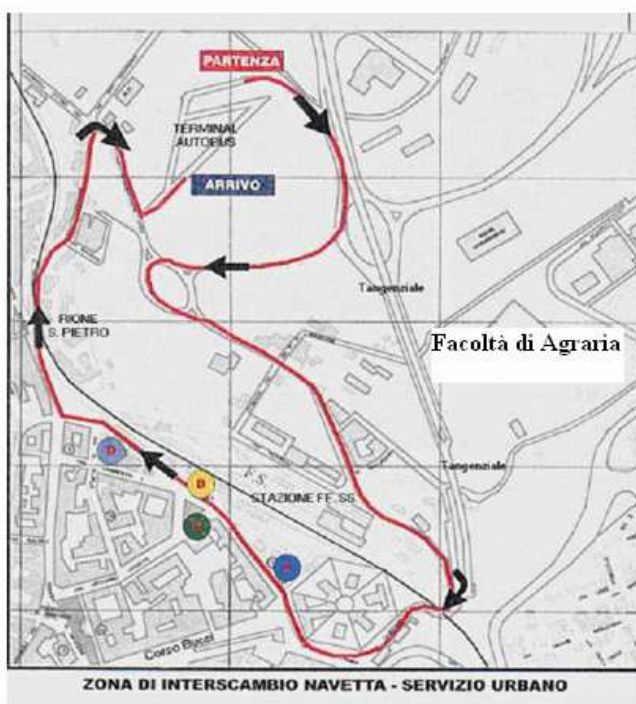 PARTENZA
TERMINAL
AUTOBUS
ARRIVO
Tangenziale
RIONE
S. PIETRO
Facoltà di Agraria
D
B
F.S.
Tangenziale
STAZIONE FF. SS.
A
Corso Bucci
ZONA DI INTERSCAMBIO NAVETTA - SERVIZIO URBANO